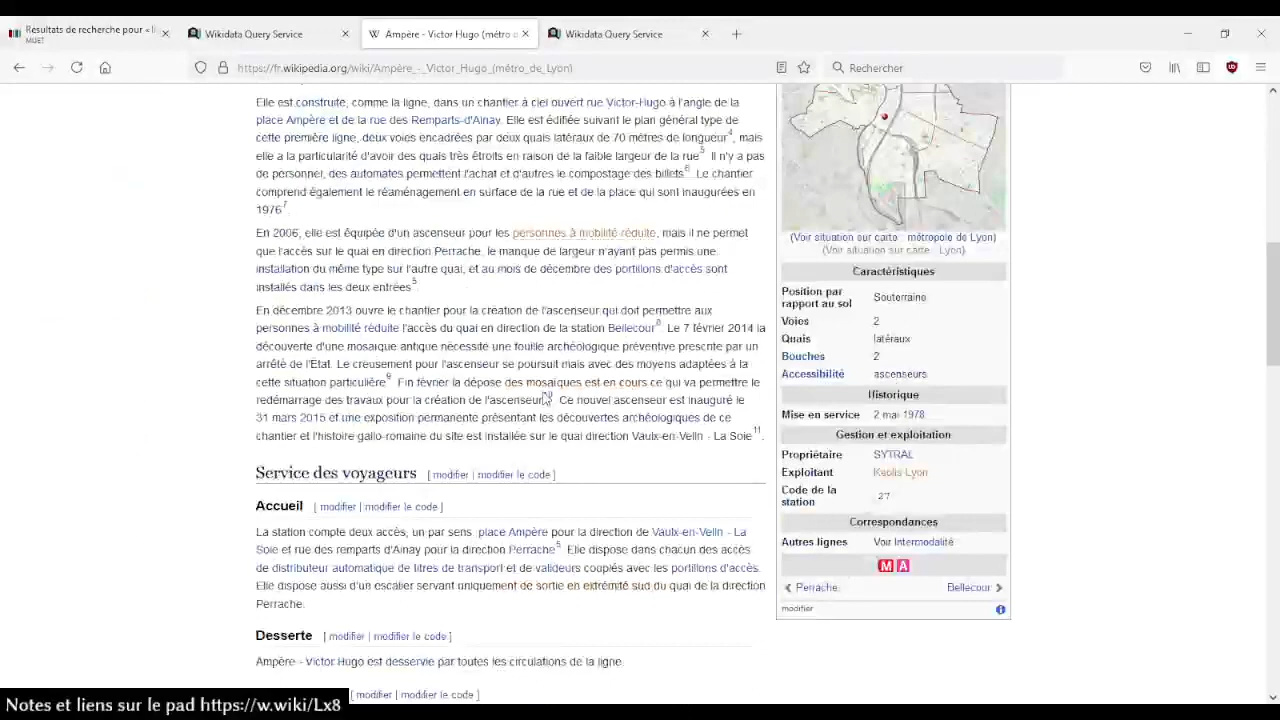 Résultats de recherche pour « l
MUET
Wikidata Query Service
Ampère - Victor Hugo (métro d
Wikidata Query Service
https://fr.wikipedia.org/wiki/Ampère_-_Victor_Hugo_(métro_de_Lyon)
Rechercher
Elle est construite, comme la ligne, dans un chantier à ciel ouvert rue Victor-Hugo à l'angle de la
place Ampère et de la rue des Remparts-d'Ainay. Elle est édifiée suivant le plan général type de
cette première ligne, deux voies encadrées par deux quais latéraux de 70 mètres de longueur4, mais
elle a la particularité d'avoir des quais très étroits en raison de la faible largeur de la rue5 Il n'y a pas
de personnel, des automates permettent l'achat et d'autres le compostage des billets6 Le chantier
comprend également le réaménagement en surface de la rue et de la place qui sont inaugurées en
19767.
En 2006, elle est équipée d'un ascenseur pour les personnes à mobilité réduite, mais il ne permet
que l'accès sur le quai en direction Perrache, le manque de largeur n'ayant pas permis une
installation du même type sur l'autre quai, et au mois de décembre des portillons d'accès sont
installés dans les deux entrées5.
En décembre 2013 ouvre le chantier pour la création de l'ascenseur qui doit permettre aux
personnes à mobilité réduite l'accès du quai en direction de la station Bellecour8 Le 7 février 2014 la
découverte d'une mosaïque antique nécessite une fouille archéologique préventive prescrite par un
arrêté de l'État. Le creusement pour l'ascenseur se poursuit mais avec des moyens adaptées à la
cette situation particulière9 Fin février la dépose des mosaïques est en cours ce qui va permettre le
redémarrage des travaux pour la création de l'ascenseur Ce nouvel ascenseur est inauguré le
31 mars 2015 et une exposition permanente présentant les découvertes archéologiques de ce
chantier et l'histoire gallo-romaine du site est installée sur le quai direction Vaulx-en-Velin - La Soie11.
Service des voyageurs [ modifier | modifier le code ]
Accueil [ modifier | modifier le code ]
La station compte deux accès, un par sens place Ampère pour la direction de Vaulx-en-Velin - La
Soie et rue des remparts d'Ainay pour la direction Perrache5 Elle dispose dans chacun des accès
de distributeur automatique de titres de transport et de valideurs couplés avec les portillons d'accès.
Elle dispose aussi d'un escalier servant uniquement de sortie en extrémité sud du quai de la direction
Perrache.
Desserte [ modifier | modifier le code ]
Ampère - Victor Hugo est desservie par toutes les circulations de la ligne
[ modifier | modifier le code ]
(Voir situation sur carte métropole de Lyon)
(Voir situation sur carte Lyon)
Caractéristiques
Position par rapport au sol Souterraine
Voies 2
Quais latéraux
Bouches 2
Accessibilité ascenseurs
Historique
Mise en service 2 mai 1978
Gestion et exploitation
Propriétaire SYTRAL
Exploitant Keolis Lyon
Code de la station 27
Correspondances
Autres lignes Voir Intermodalité
M A
Perrache Bellecour
modifier
Notes et liens sur le pad https://w.wiki/Lx8